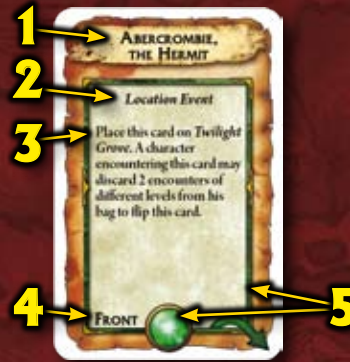 1
ABERCROMBIE,
THE HERMIT
2
Location Event
3
Place this card on Twilight
Grove. A character
encountering this card may
discard 2 encounters of
different levels from his
bag to flip this card.
4
FRONT
5